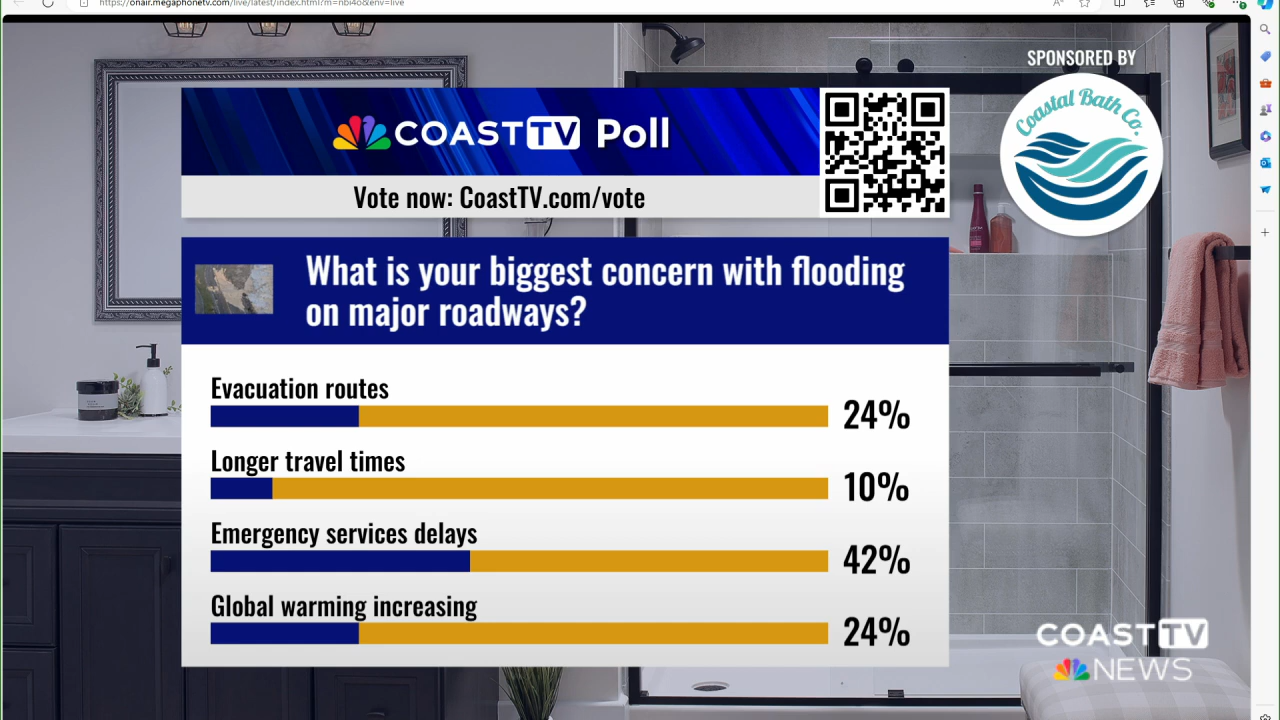 https://onair.megaphonetv.com/live/latest/index.html?m=nbi4o&env=live
SPONSORED BY
Coastal Bath Co.
COAST TV Poll
Vote now: CoastTV.com/vote
What is your biggest concern with flooding
on major roadways?
Evacuation routes
24%
Longer travel times
10%
Emergency services delays
42%
Global warming increasing
24%
COAST TV
NEWS